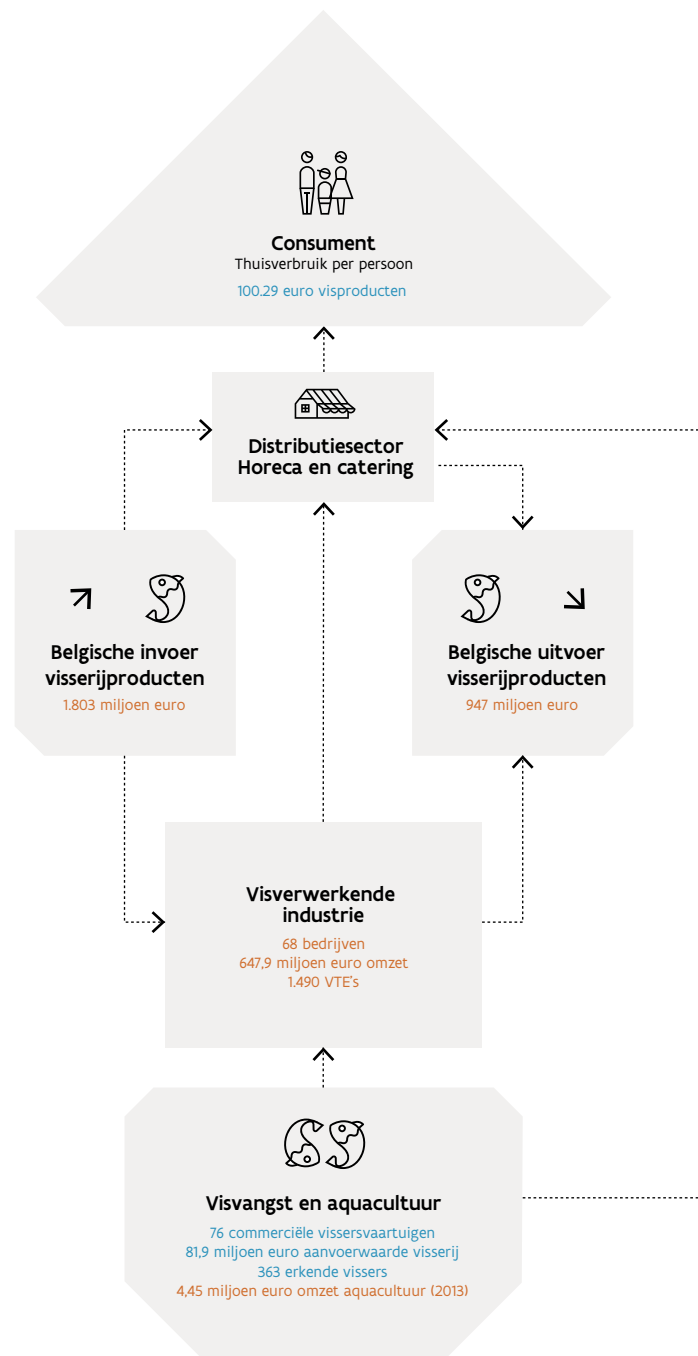 Consument
Thuisverbruik per persoon
100.29 euro visproducten
Distributiesector
Horeca en catering
Belgische invoer
visserijproducten
1.803 miljoen euro
Belgische uitvoer
visserijproducten
947 miljoen euro
Visverwerkende
industrie
68 bedrijven
647,9 miljoen euro omzet
1.490 VTE's
Visvangst en aquacultuur
76 commerciële vissersvaartuigen
81,9 miljoen euro aanvoerwaarde visserij
363 erkende vissers
4,45 miljoen euro omzet aquacultuur (2013)